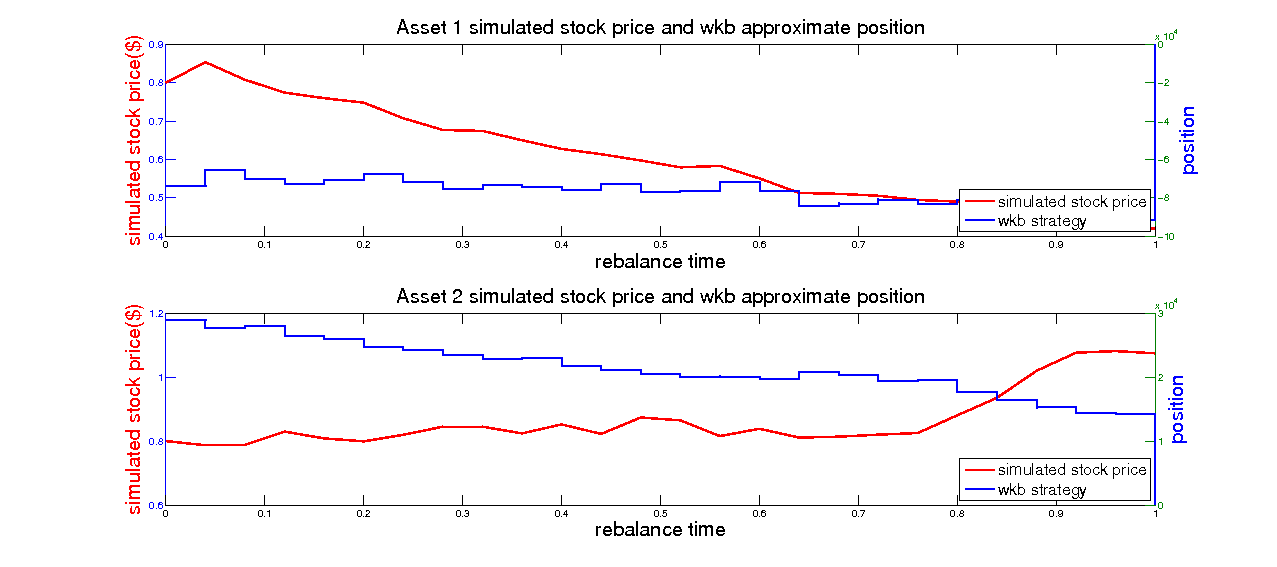 Asset 1 simulated stock price and wkb approximate position
x 10^4
0.9
0.8
0.7
0.6
0.5
0.4
simulated stock price($)
0
-2
-4
-6
-8
-10
position
simulated stock price
wkb strategy
0 0.1 0.2 0.3 0.4 0.5 0.6 0.7 0.8 0.9 1
rebalance time
Asset 2 simulated stock price and wkb approximate position
x 10^4
1.2
1
0.8
0.6
simulated stock price($)
3
2
1
0
position
simulated stock price
wkb strategy
0 0.1 0.2 0.3 0.4 0.5 0.6 0.7 0.8 0.9 1
rebalance time